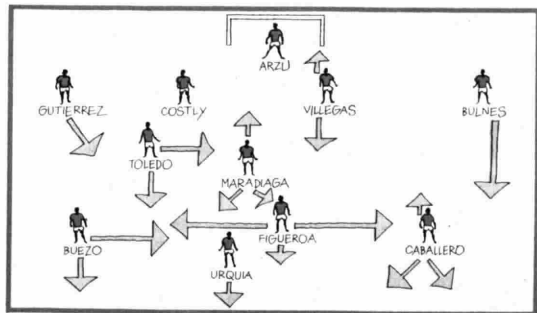 ARZU
GUTIERREZ
COSTLY
VILLEGAS
BULNES
TOLEDO
MARADIAGA
BUEZO
FIGUEROA
CABALLERO
URQUIA